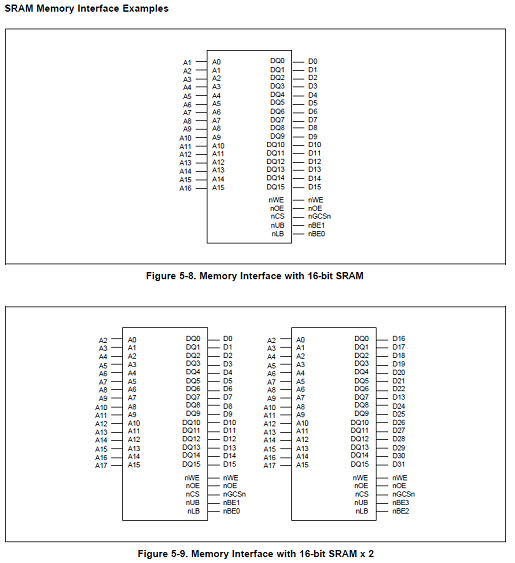 SRAM Memory Interface Examples
A1 A0 DQ0 D0
A2 A1 DQ1 D1
A3 A2 DQ2 D2
A4 A3 DQ3 D3
A5 A4 DQ4 D4
A6 A5 DQ5 D5
A7 A6 DQ6 D6
A8 A7 DQ7 D7
A9 A8 DQ8 D8
A10 A9 DQ9 D9
A11 A10 DQ10 D10
A12 A11 DQ11 D11
A13 A12 DQ12 D12
A14 A13 DQ13 D13
A15 A14 DQ14 D14
A16 A15 DQ15 D15
nWE nWE
nOE nOE
nCS nGCSn
nUB nBE1
nLB nBE0
Figure 5-8. Memory Interface with 16-bit SRAM
A2 A0 DQ0 D0 A2 A0 DQ0 D16
A3 A1 DQ1 D1 A3 A1 DQ1 D17
A4 A2 DQ2 D2 A4 A2 DQ2 D18
A5 A3 DQ3 D3 A5 A3 DQ3 D19
A6 A4 DQ4 D4 A6 A4 DQ4 D20
A7 A5 DQ5 D5 A7 A5 DQ5 D21
A8 A6 DQ6 D6 A8 A6 DQ6 D22
A9 A7 DQ7 D7 A9 A7 DQ7 D13
A10 A8 DQ8 D8 A10 A8 DQ8 D24
A11 A9 DQ9 D9 A11 A9 DQ9 D25
A12 A10 DQ10 D10 A12 A10 DQ10 D26
A13 A11 DQ11 D11 A13 A11 DQ11 D27
A14 A12 DQ12 D12 A14 A12 DQ12 D28
A15 A13 DQ13 D13 A15 A13 DQ13 D29
A16 A14 DQ14 D14 A16 A14 DQ14 D30
A17 A15 DQ15 D15 A17 A15 DQ15 D31
nWE nWE nWE nWE
nOE nOE nOE nOE
nCS nGCSn nCS nGCSn
nUB nBE1 nUB nBE3
nLB nBE0 nLB nBE2
Figure 5-9. Memory Interface with 16-bit SRAM x 2